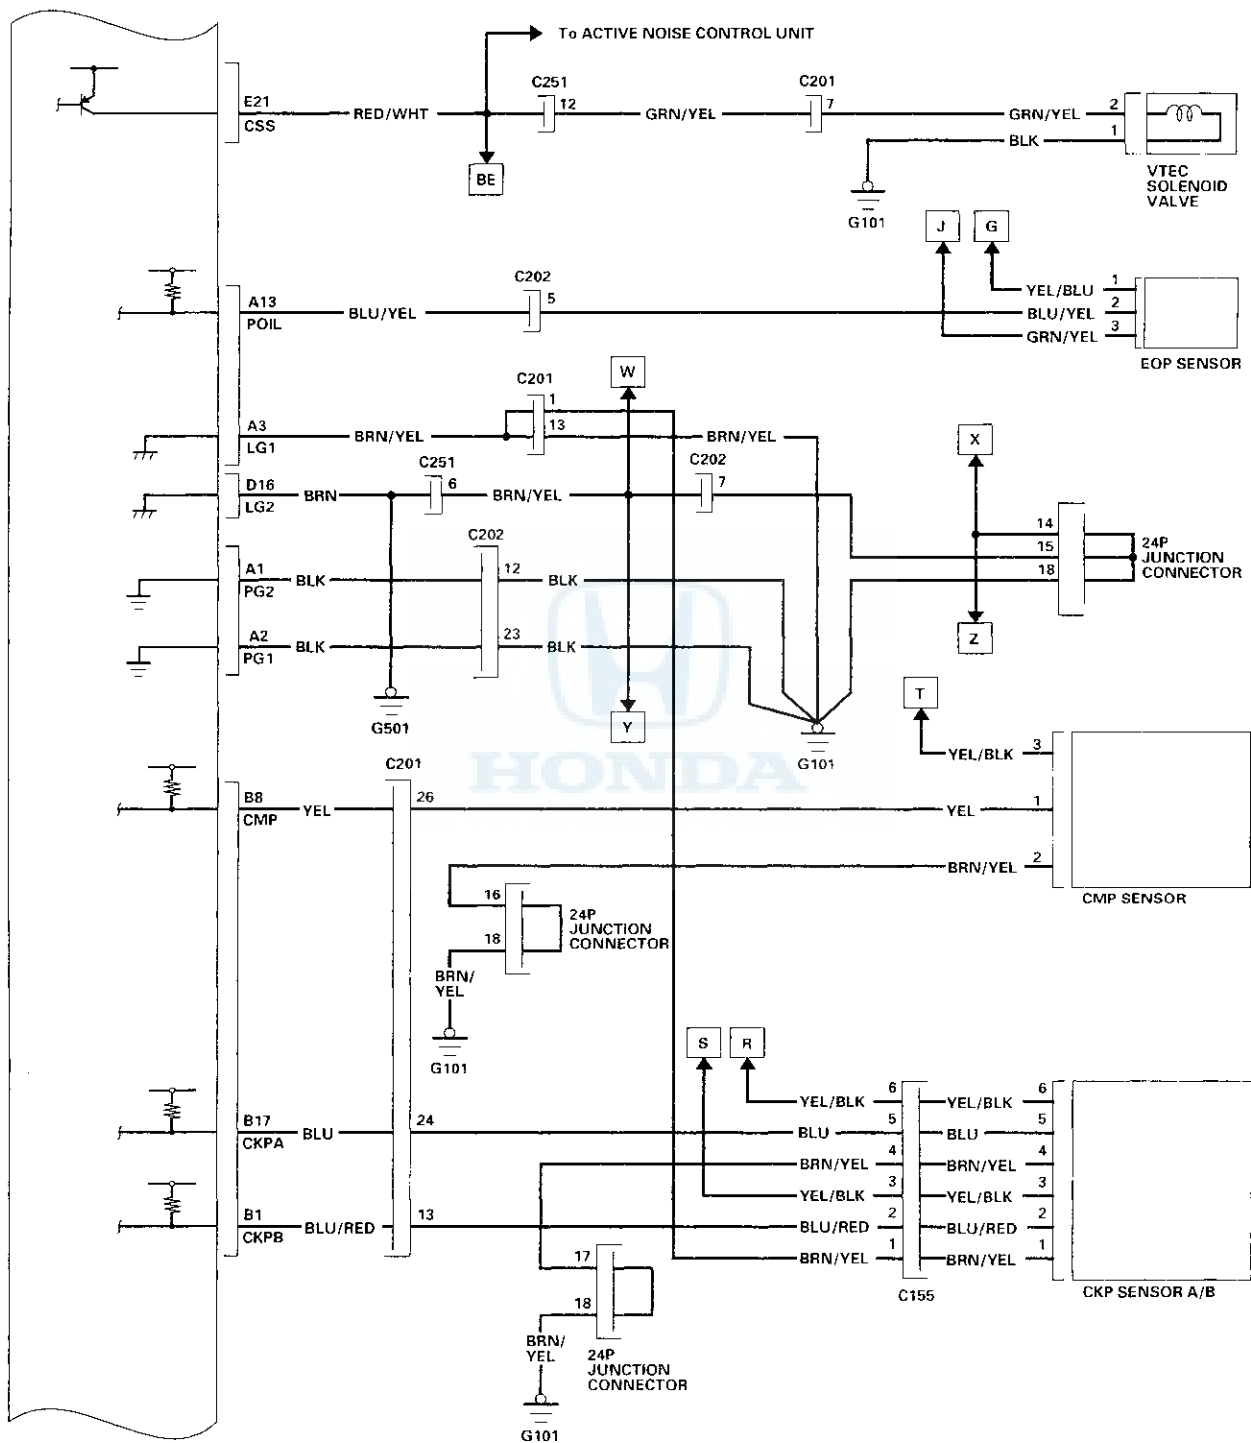 To ACTIVE NOISE CONTROL UNIT
C251
C201
E21
CSS
RED/WHT
12
GRN/YEL
7
GRN/YEL
2
BLK
1
BE
G101
VTEC
SOLENOID
VALVE
J
G
C202
YEL/BLU
1
A13
POIL
BLU/YEL
5
BLU/YEL
2
GRN/YEL
3
EOP SENSOR
W
C201
1
A3
LG1
BRN/YEL
13
BRN/YEL
X
C251
C202
D16
LG2
BRN
6
BRN/YEL
7
14
15
18
24P
JUNCTION
CONNECTOR
C202
A1
PG2
BLK
12
BLK
A2
PG1
BLK
23
BLK
Z
G501
Y
G101
T
YEL/BLK
3
HONDA
C201
B8
CMP
YEL
26
YEL
1
BRN/YEL
2
CMP SENSOR
16
18
24P
JUNCTION
CONNECTOR
BRN/
YEL
G101
S
R
YEL/BLK
6
YEL/BLK
6
B17
CKPA
BLU
24
BLU
5
BLU
5
BRN/YEL
4
BRN/YEL
4
YEL/BLK
3
YEL/BLK
3
B1
CKPB
BLU/RED
13
BLU/RED
2
BLU/RED
2
BRN/YEL
1
BRN/YEL
1
C155
CKP SENSOR A/B
17
18
BRN/
YEL
24P
JUNCTION
CONNECTOR
G101